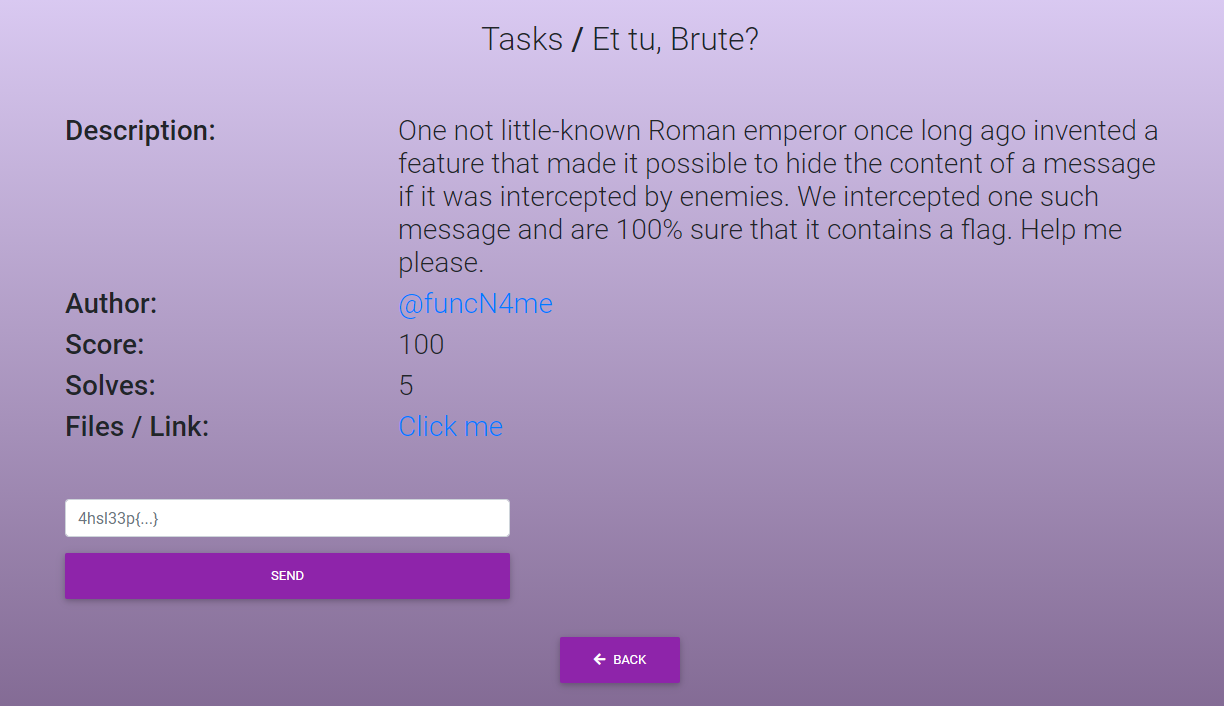 Tasks / Et tu, Brute?
Description:
One not little-known Roman emperor once long ago invented a
feature that made it possible to hide the content of a message
if it was intercepted by enemies. We intercepted one such
message and are 100% sure that it contains a flag. Help me
please.
Author:
@funcN4me
Score:
100
Solves:
5
Files / Link:
Click me
4hsl33p{...}
SEND
BACK